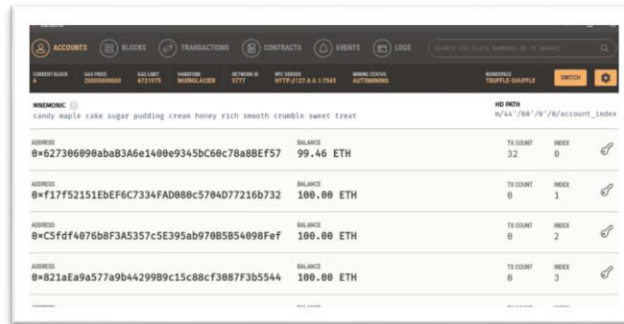 ACCOUNTS BLOCKS TRANSACTIONS CONTRACTS EVENTS LOGS SEARCH FOR BLOCK NUMBERS OR TX HASHES
CURRENT BLOCK GAS PRICE GAS LIMIT HARDFORK NETWORK ID RPC SERVER MINING STATUS WORKSPACE
20000000000 6721975 MUIRGLACIER 5777 HTTP://127.0.0.1:7545 AUTOMINING TRUFFLE-SHUFFLE SWITCH
MNEMONIC HD PATH
candy maple cake sugar pudding cream honey rich smooth crumble sweet treat m/44'/60'/0'/0/account_index
ADDRESS BALANCE TX COUNT INDEX
0×627306090abaB3A6e1400e9345bC60c78a8BEf57 99.46 ETH 32 0
ADDRESS BALANCE TX COUNT INDEX
0×f17f52151EbEF6C7334FAD080c5704D77216b732 100.00 ETH 0 1
ADDRESS BALANCE TX COUNT INDEX
0×C5fdf4076b8F3A5357c5E395ab970B5B54098Fef 100.00 ETH 0 2
ADDRESS BALANCE TX COUNT INDEX
0×821aEa9a577a9b44299B9c15c88cf3087F3b5544 100.00 ETH 0 3